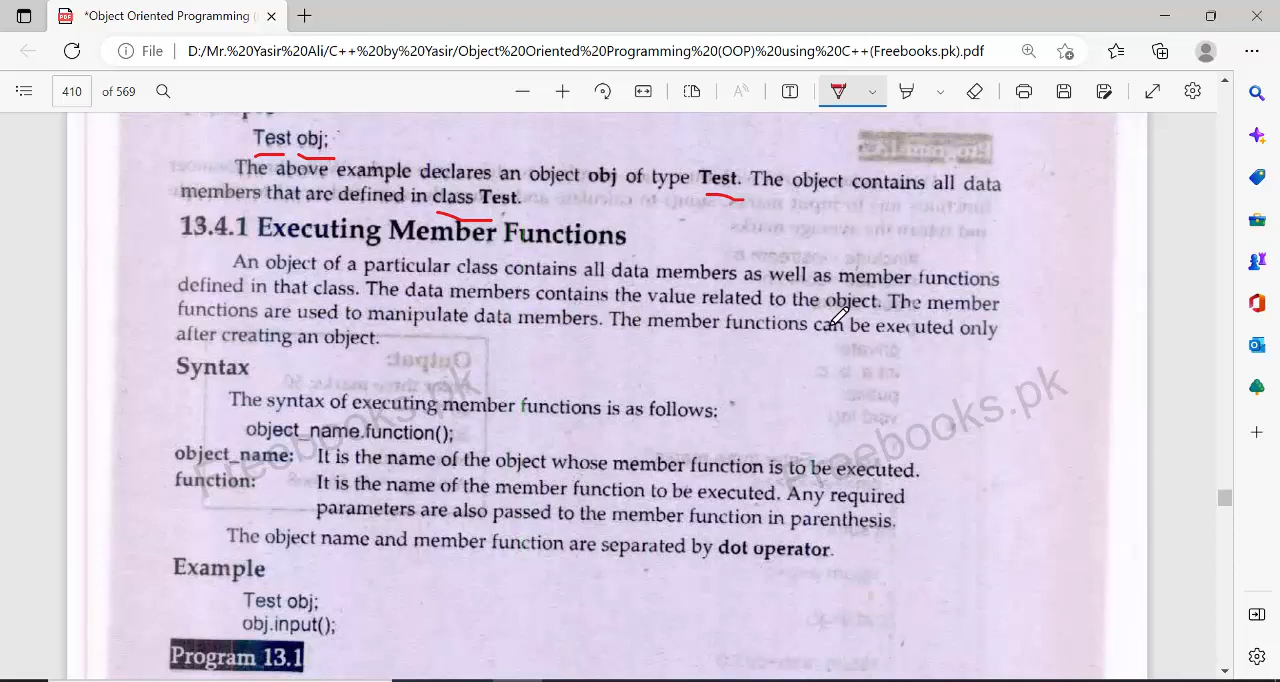 *Object Oriented Programming (
File
D:/Mr.%20Yasir%20Ali/C++%20by%20Yasir/Object%20Oriented%20Programming%20(OOP)%20using%20C++(Freebooks.pk).pdf
410 of 569
Test obj;
The above example declares an object obj of type Test. The object contains all data
members that are defined in class Test.
13.4.1 Executing Member Functions
An object of a particular class contains all data members as well as member functions
defined in that class. The data members contains the value related to the object. The member
functions are used to manipulate data members. The member functions can be executed only
after creating an object.
Syntax
The syntax of executing member functions is as follows:
object_name.function();
object_name: It is the name of the object whose member function is to be executed.
function: It is the name of the member function to be executed. Any required
parameters are also passed to the member function in parenthesis.
The object name and member function are separated by dot operator.
Example
Test obj;
obj.input();
Program 13.1
Freebooks.pk
Freebooks.pk